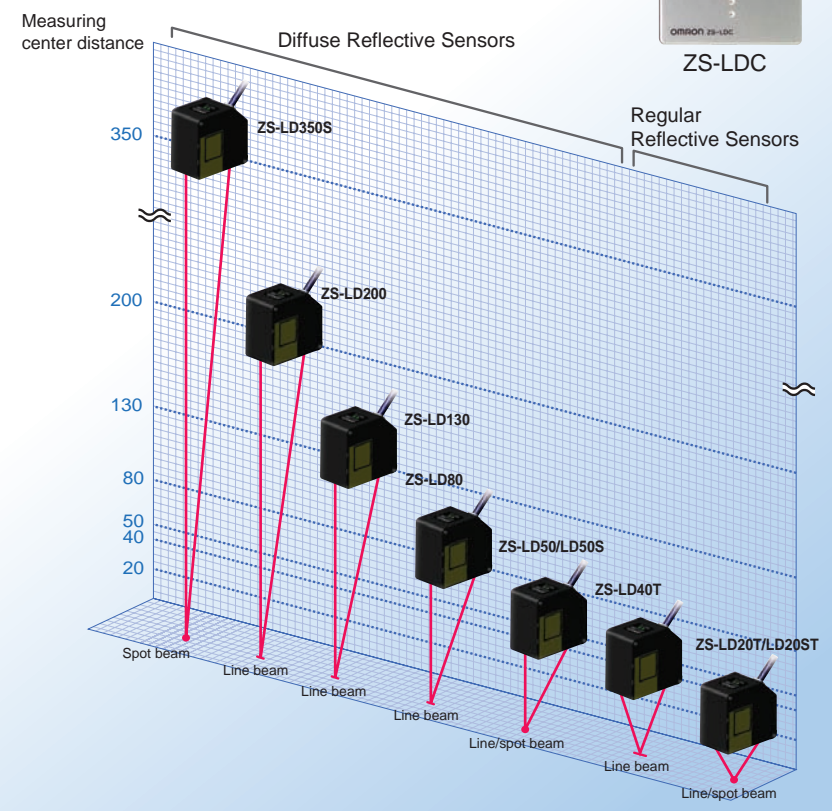 Measuring
center distance
Diffuse Reflective Sensors
OMRON ZS-LDC
ZS-LDC
Regular
Reflective Sensors
350
ZS-LD350S
200
ZS-LD200
130
ZS-LD130
80
ZS-LD80
50
40
ZS-LD50/LD50S
20
ZS-LD40T
ZS-LD20T/LD20ST
Spot beam
Line beam
Line beam
Line beam
Line/spot beam
Line beam
Line/spot beam